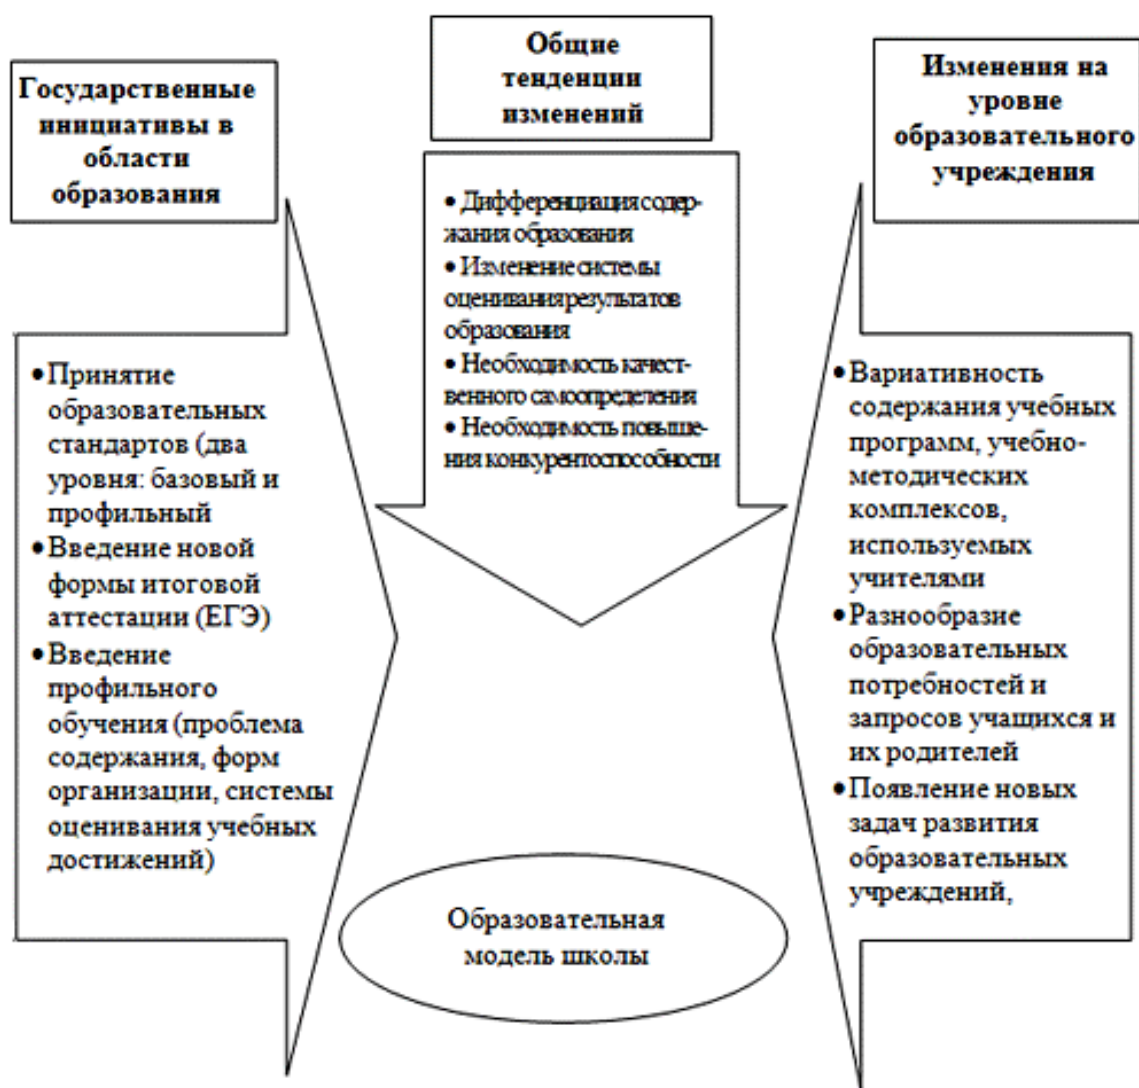 Государственные
инициативы в
области
образования
Общие
тенденции
изменений
Изменения на
уровне
образовательного
учреждения
• Принятие
образовательных
стандартов (два
уровня: базовый и
профильный
• Введение новой
формы итоговой
аттестации (ЕГЭ)
• Введение
профильного
обучения (проблема
содержания, форм
организации, системы
оценивания учебных
достижений)
• Дифференциация содер-
жания образования
• Изменение системы
оценивания результатов
образования
• Необходимость качест-
венного самоопределения
• Необходимость повыше-
ния конкурентоспособности
• Вариативность
содержания учебных
программ, учебно-
методических
комплексов,
используемых
учителями
• Разнообразие
образовательных
потребностей и
запросов учащихся и
их родителей
• Появление новых
задач развития
образовательных
учреждений,
Образовательная
модель школы